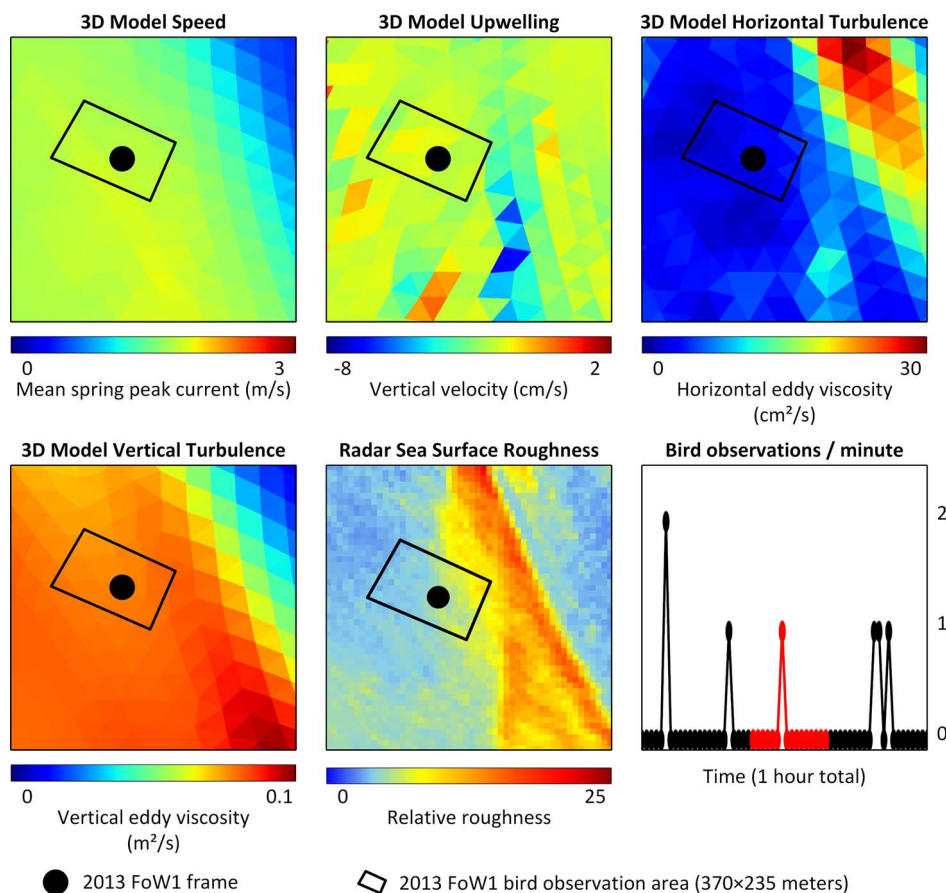 3D Model Speed
3D Model Upwelling
3D Model Horizontal Turbulence
0 3
Mean spring peak current (m/s)
-8 2
Vertical velocity (cm/s)
0 30
Horizontal eddy viscosity
(cm²/s)
3D Model Vertical Turbulence
Radar Sea Surface Roughness
Bird observations / minute
2
1
0
0 0.1
Vertical eddy viscosity
(m²/s)
0 25
Relative roughness
Time (1 hour total)
2013 FoW1 frame
2013 FoW1 bird observation area (370×235 meters)